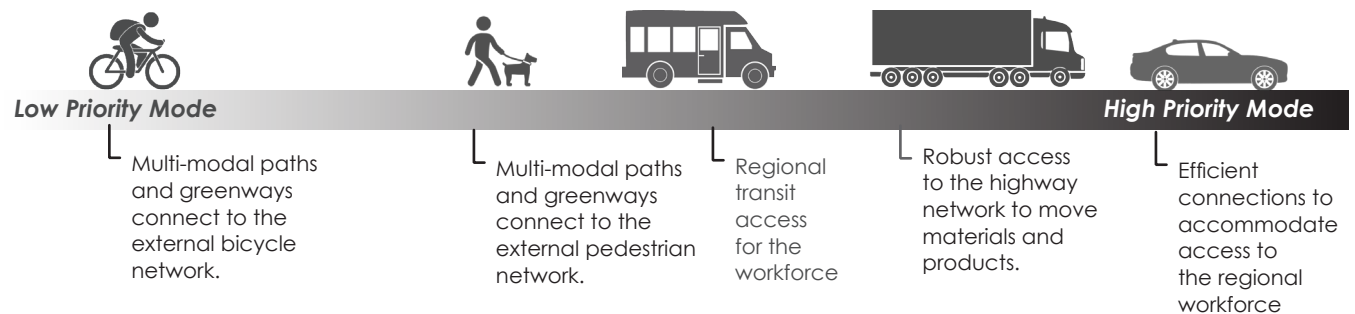 Low Priority Mode
High Priority Mode
Multi-modal paths
and greenways
connect to the
external bicycle
network.
Multi-modal paths
and greenways
connect to the
external pedestrian
network.
Regional
transit
access
for the
workforce
Robust access
to the highway
network to move
materials and
products.
Efficient
connections to
accommodate
access to
the regional
workforce